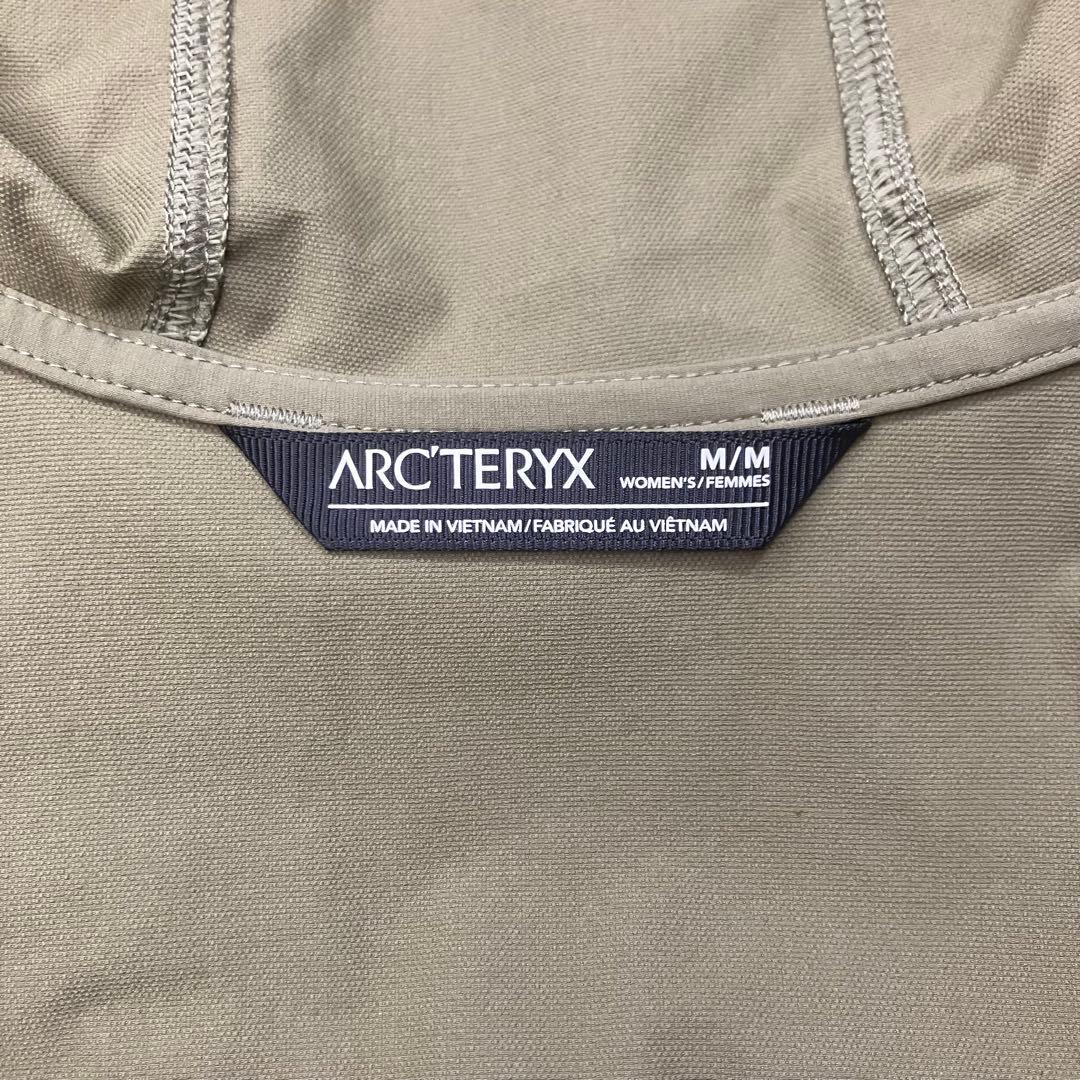 ARC'TERYX M/M
WOMEN'S/FEMMES
MADE IN VIETNAM/FABRIQUÉ AU VIÊTNAM